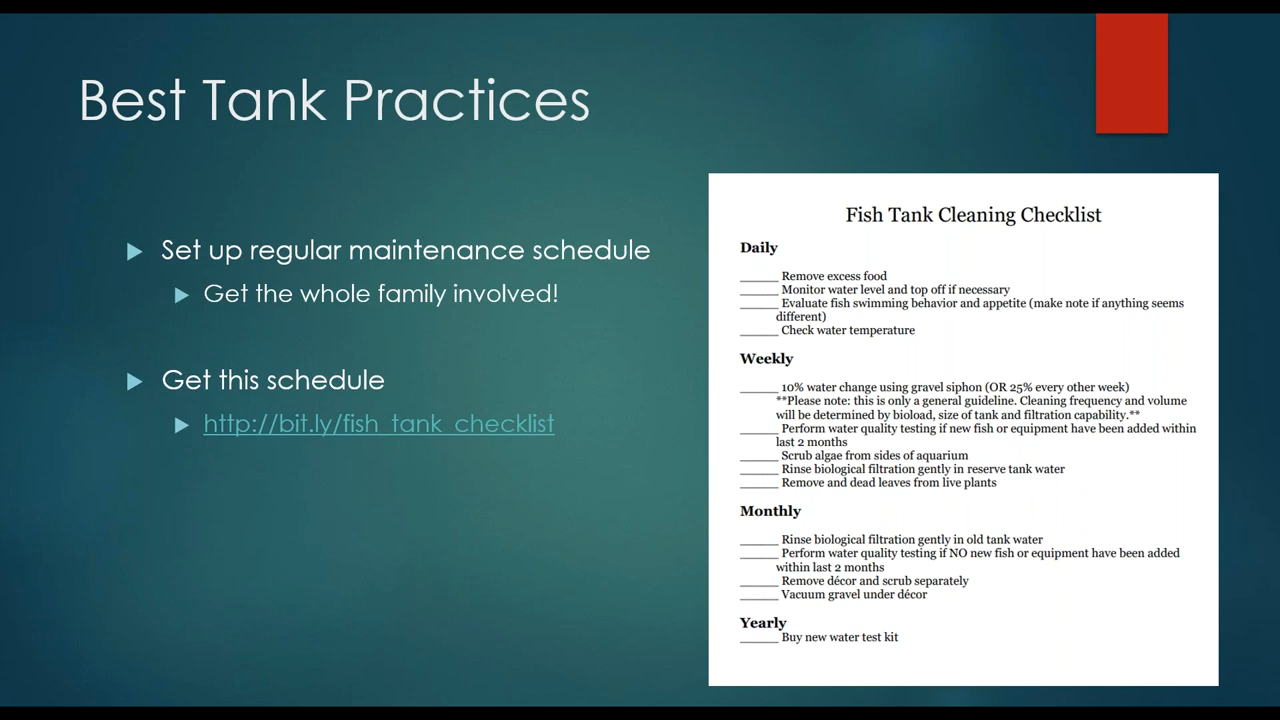 Best Tank Practices
Set up regular maintenance schedule
Get the whole family involved!
Get this schedule
http://bit.ly/fish_tank_checklist
Fish Tank Cleaning Checklist
Daily
______ Remove excess food
______ Monitor water level and top off if necessary
______ Evaluate fish swimming behavior and appetite (make note if anything seems
different)
______ Check water temperature
Weekly
______ 10% water change using gravel siphon (OR 25% every other week)
**Please note: this is only a general guideline. Cleaning frequency and volume
will be determined by bioload, size of tank and filtration capability.**
______ Perform water quality testing if new fish or equipment have been added within
last 2 months
______ Scrub algae from sides of aquarium
______ Rinse biological filtration gently in reserve tank water
______ Remove and dead leaves from live plants
Monthly
______ Rinse biological filtration gently in old tank water
______ Perform water quality testing if NO new fish or equipment have been added
within last 2 months
______ Remove décor and scrub separately
______ Vacuum gravel under décor
Yearly
______ Buy new water test kit